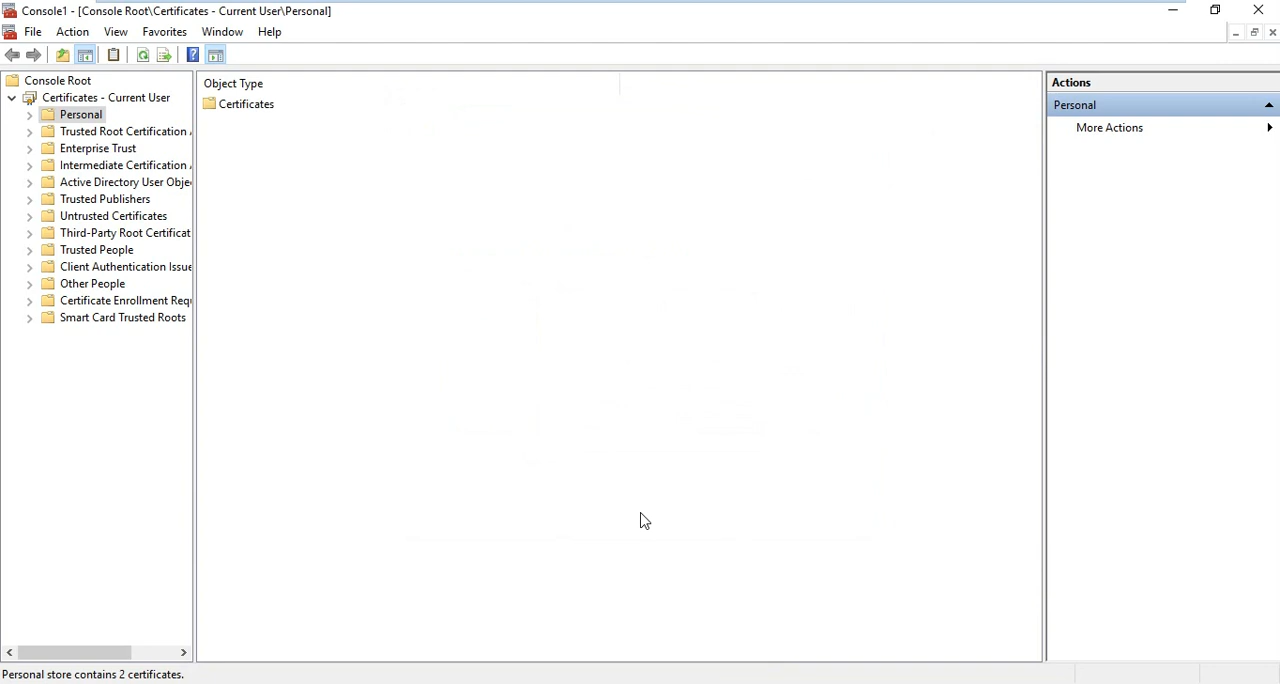 Console1 - [Console Root\Certificates - Current User\Personal]
File Action View Favorites Window Help
Console Root
Certificates - Current User
Personal
Trusted Root Certification
Enterprise Trust
Intermediate Certification
Active Directory User Obje
Trusted Publishers
Untrusted Certificates
Third-Party Root Certificat
Trusted People
Client Authentication Issue
Other People
Certificate Enrollment Req
Smart Card Trusted Roots
Object Type
Certificates
Actions
Personal
More Actions
Personal store contains 2 certificates.